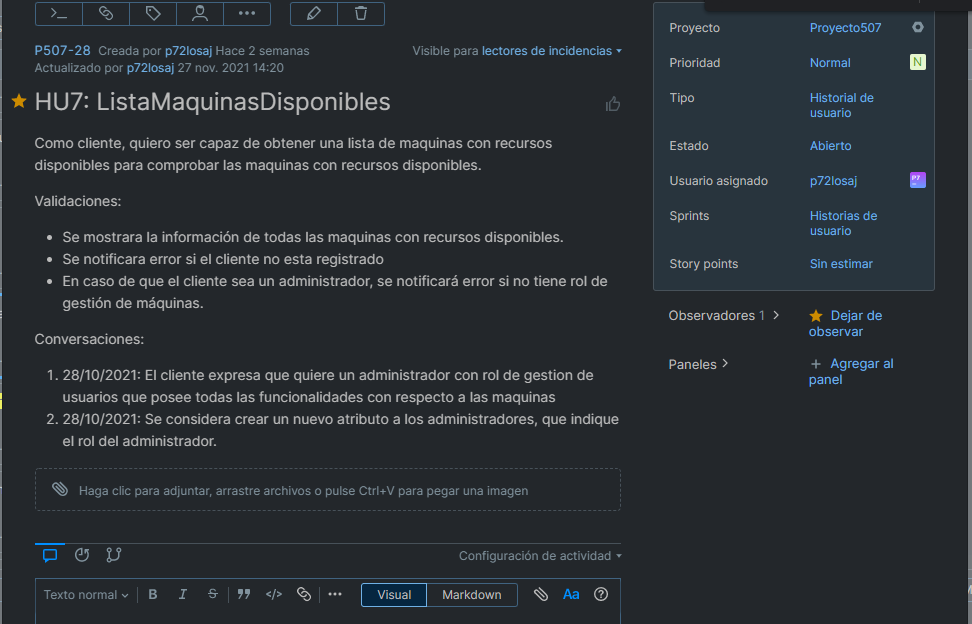 P507-28 Creada por p72losaj Hace 2 semanas
Visible para lectores de incidencias
Actualizado por p72losaj 27 nov. 2021 14:20
HU7: ListaMaquinasDisponibles
Como cliente, quiero ser capaz de obtener una lista de maquinas con recursos
disponibles para comprobar las maquinas con recursos disponibles.
Validaciones:
• Se mostrara la información de todas las maquinas con recursos disponibles.
• Se notificara error si el cliente no esta registrado
• En caso de que el cliente sea un administrador, se notificará error si no tiene rol de
gestión de máquinas.
Conversaciones:
1. 28/10/2021: El cliente expresa que quiere un administrador con rol de gestion de
usuarios que posee todas las funcionalidades con respecto a las maquinas
2. 28/10/2021: Se considera crear un nuevo atributo a los administradores, que indique
el rol del administrador.
Haga clic para adjuntar, arrastre archivos o pulse Ctrl+V para pegar una imagen
Configuración de actividad
Texto normal B I S Visual Markdown Aa
Proyecto Proyecto507
Prioridad Normal N
Tipo Historial de
usuario
Estado Abierto
Usuario asignado p72losaj P7
Sprints Historias de
usuario
Story points Sin estimar
Observadores 1 Dejar de
observar
Paneles + Agregar al
panel